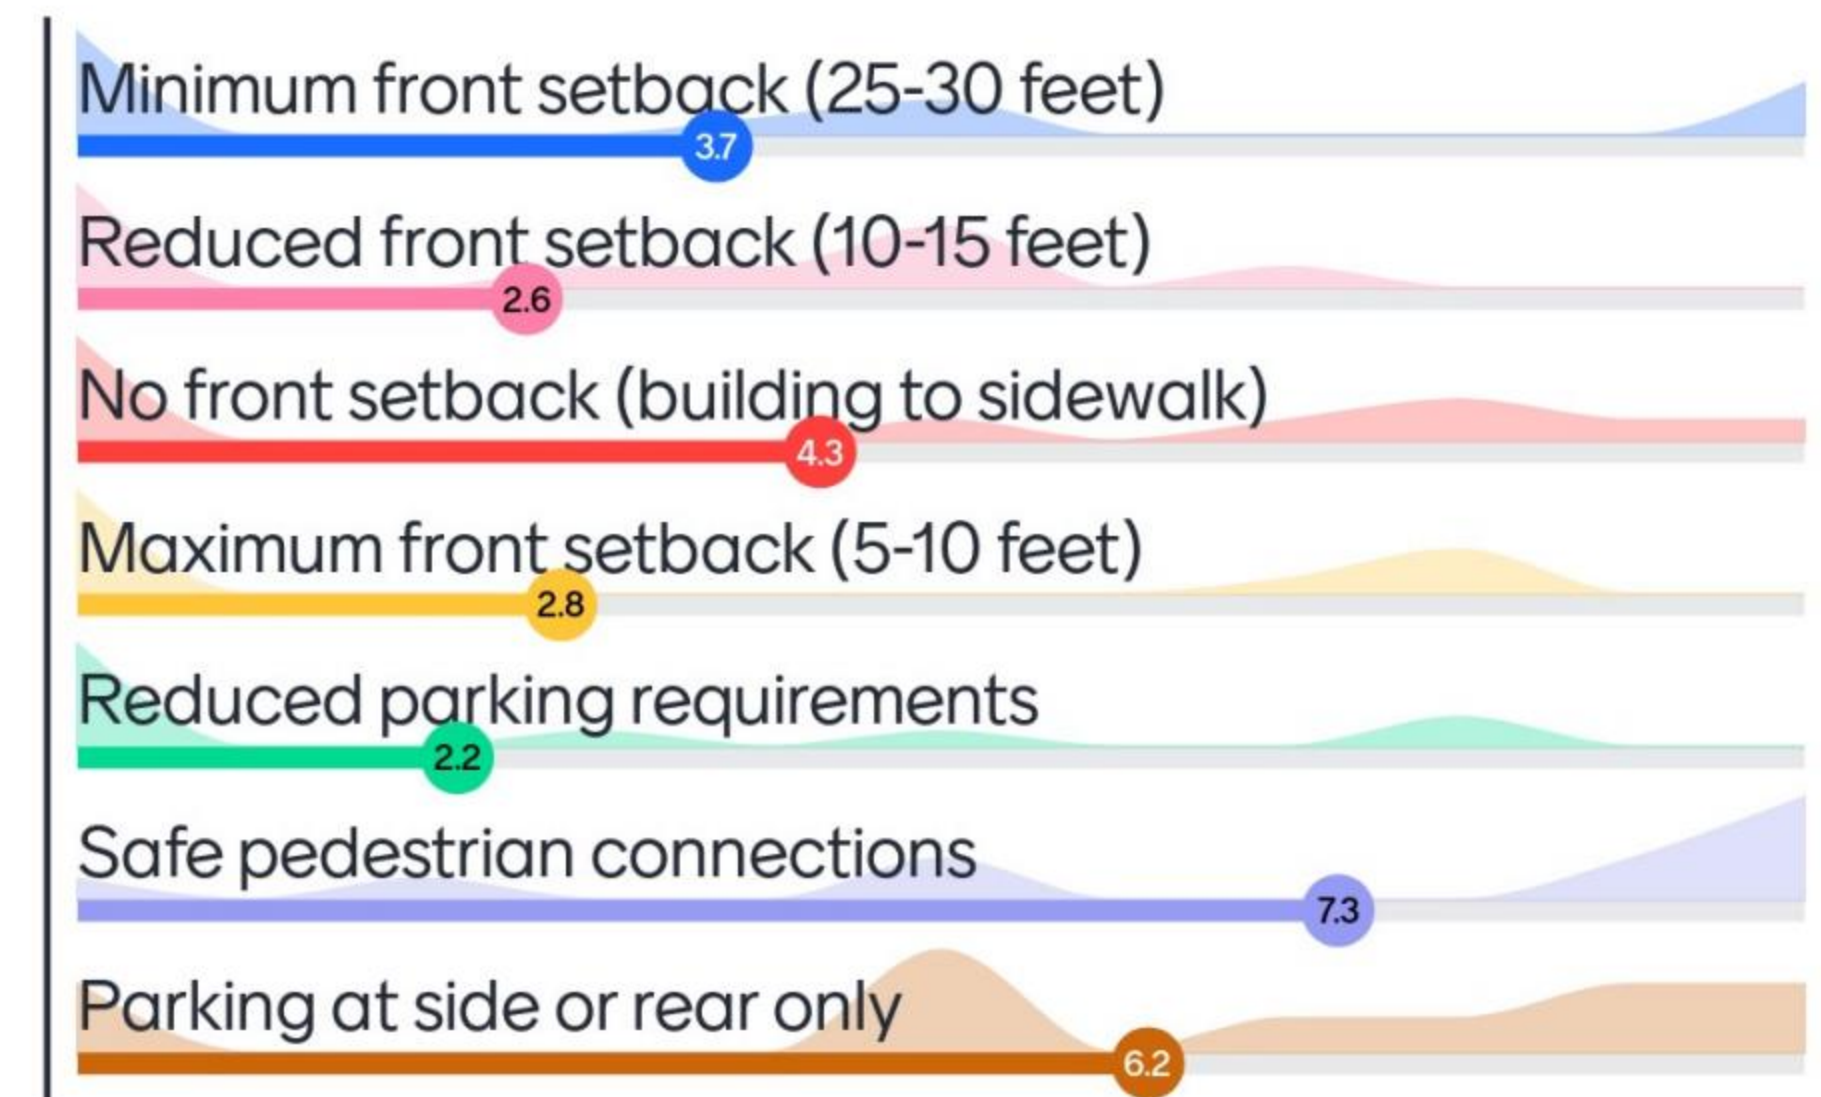 Minimum front setback (25-30 feet)
3.7
Reduced front setback (10-15 feet)
2.6
No front setback (building to sidewalk)
4.3
Maximum front setback (5-10 feet)
2.8
Reduced parking requirements
2.2
Safe pedestrian connections
7.3
Parking at side or rear only
6.2